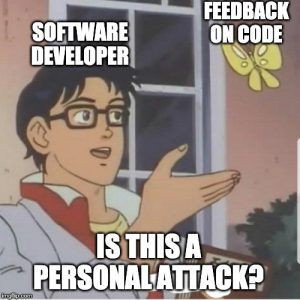 SOFTWARE
DEVELOPER
FEEDBACK
ON CODE
IS THIS A
PERSONAL ATTACK?
imgflip.com